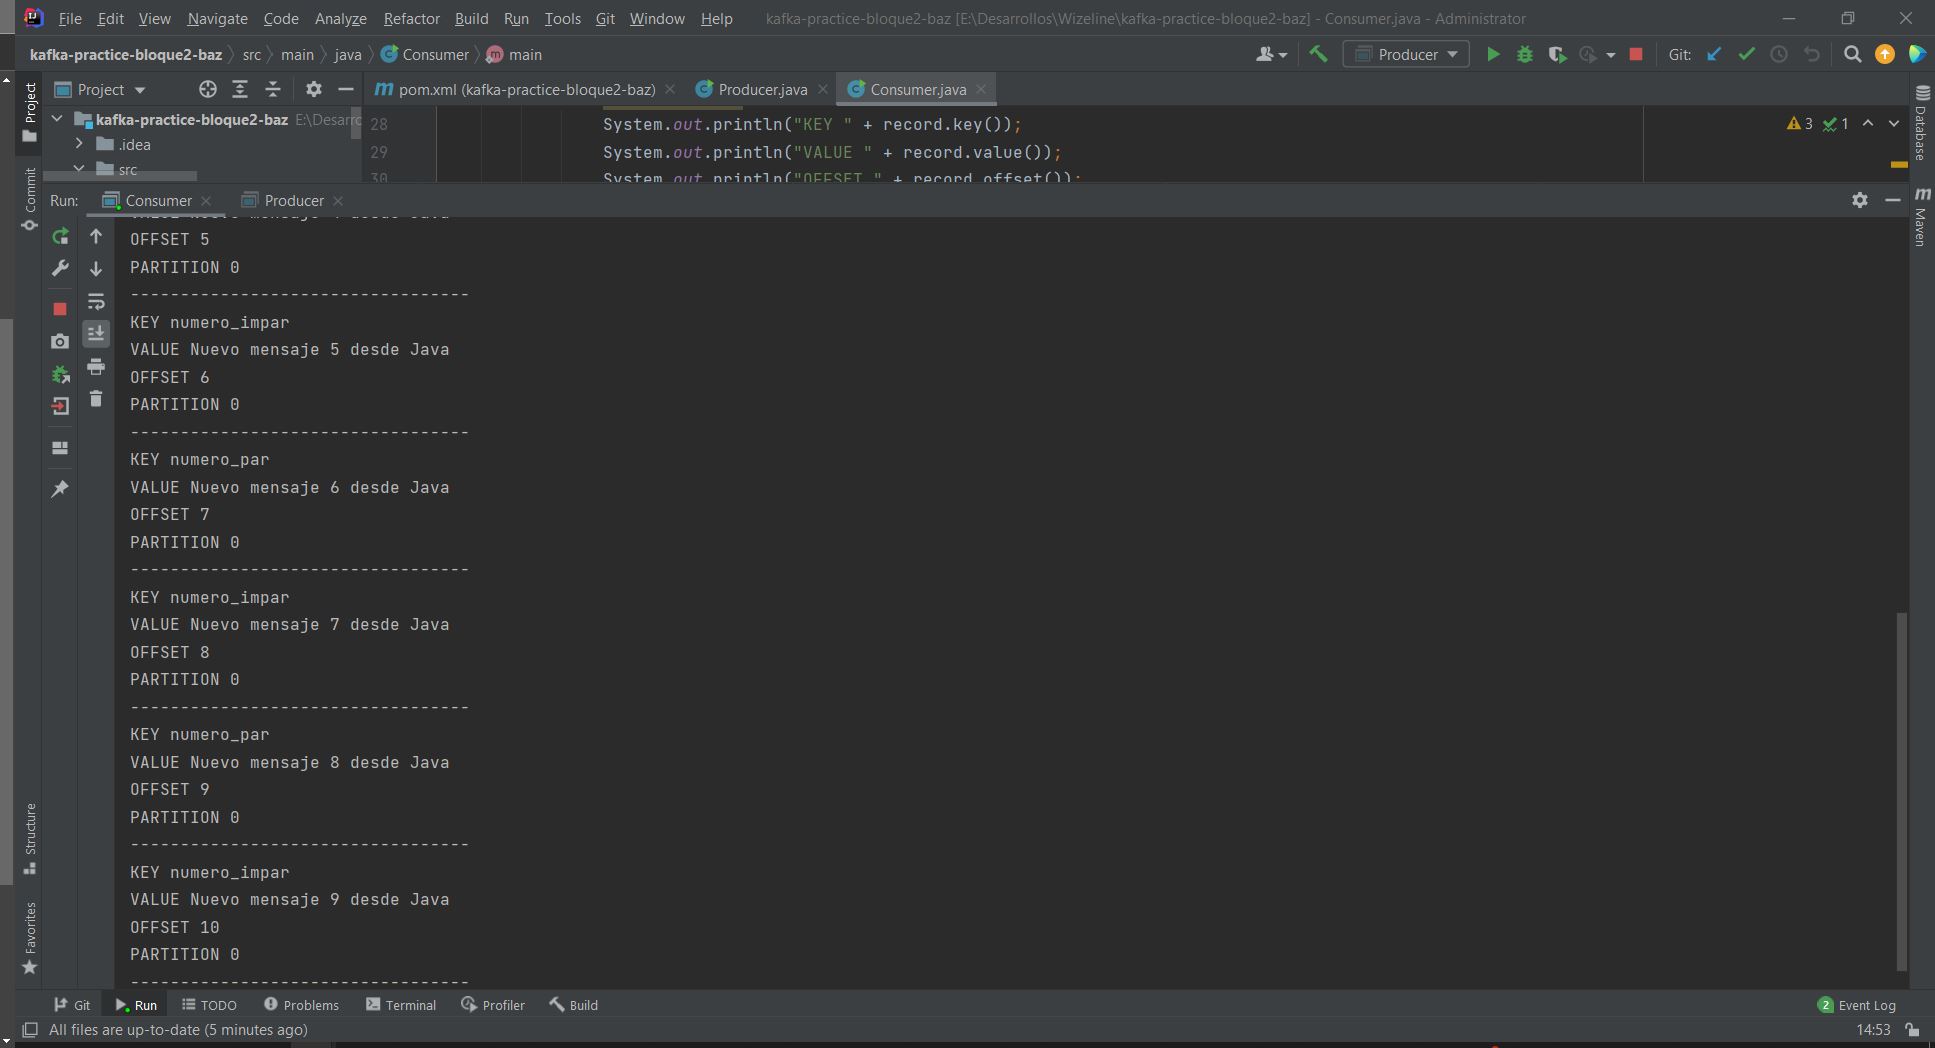 File Edit View Navigate Code Analyze Refactor Build Run Tools Git Window Help kafka-practice-bloque2-baz [E:\Desarrollos\Wizeline\kafka-practice-bloque2-baz] - Consumer.java - Administrator
kafka-practice-bloque2-baz src main java Consumer main Producer Git:
Project Project pom.xml (kafka-practice-bloque2-baz) Producer.java Consumer.java
kafka-practice-bloque2-baz 28 System.out.println("KEY " + record.key()); 3 1
.idea 29 System.out.println("VALUE " + record.value());
src 30 System.out.println("OFFSET " + record.offset());
Commit
Database
Maven
Run: Consumer Producer
OFFSET 5
PARTITION 0
----------------------------------
KEY numero_impar
VALUE Nuevo mensaje 5 desde Java
OFFSET 6
PARTITION 0
----------------------------------
KEY numero_par
VALUE Nuevo mensaje 6 desde Java
OFFSET 7
PARTITION 0
----------------------------------
KEY numero_impar
VALUE Nuevo mensaje 7 desde Java
OFFSET 8
PARTITION 0
----------------------------------
KEY numero_par
VALUE Nuevo mensaje 8 desde Java
OFFSET 9
PARTITION 0
----------------------------------
KEY numero_impar
VALUE Nuevo mensaje 9 desde Java
OFFSET 10
PARTITION 0
----------------------------------
Structure
Favorites
Git Run TODO Problems Terminal Profiler Build 2 Event Log
All files are up-to-date (5 minutes ago) 14:53